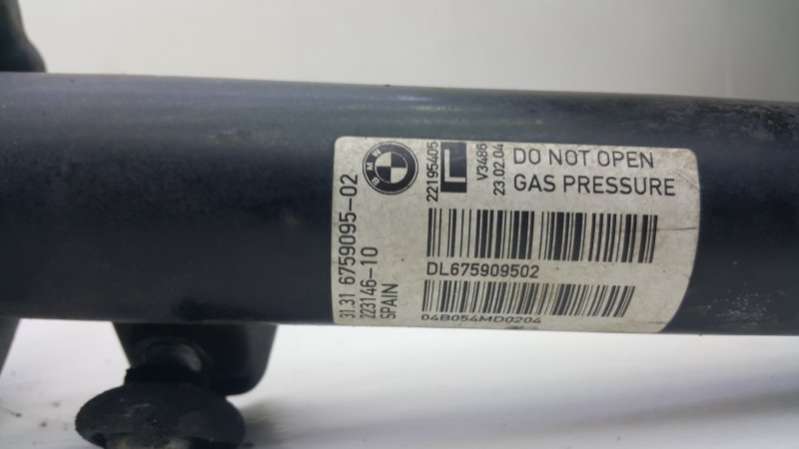 BMW
22195405
L
V3486
23.02.04
DO NOT OPEN
GAS PRESSURE
31.31 6759095-02
223146-10
SPAIN
DL675909502
04B054MD0204